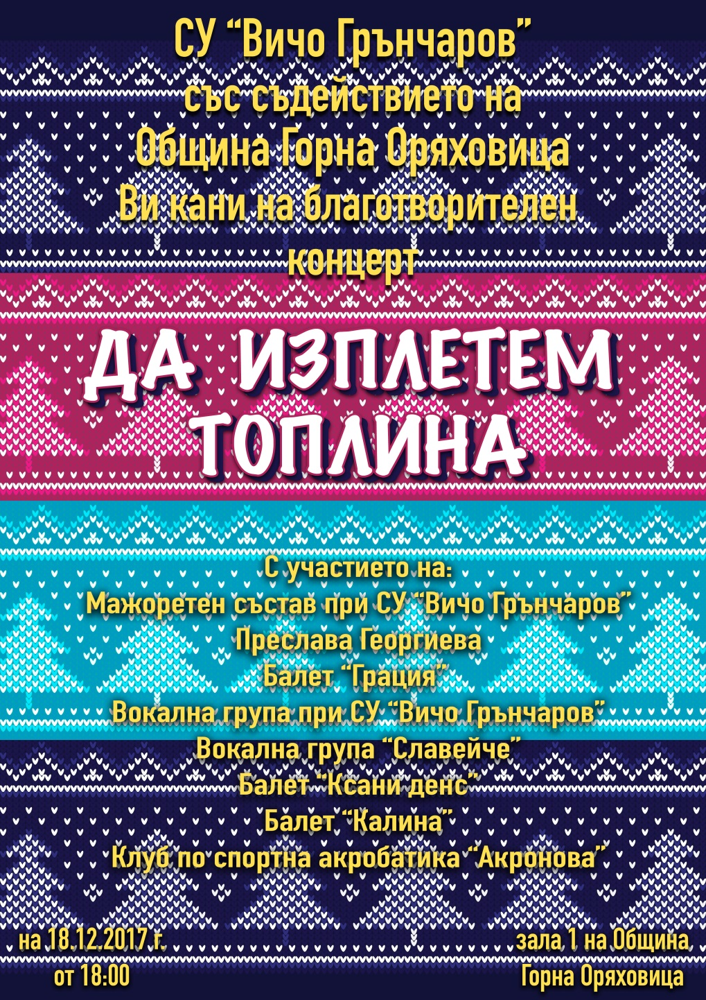 СУ “Вичо Грънчаров”
със съдействието на
Община Горна Оряховица
Ви кани на благотворителен
концерт
ДА ИЗПЛЕТЕМ
ТОПЛИНА
С участието на:
Мажоретен състав при СУ “Вичо Грънчаров”
Преслава Георгиева
Балет “Грация”
Вокална група при СУ “Вичо Грънчаров”
Вокална група “Славейче”
Балет “Ксани денс”
Балет “Калина”
Клуб по спортна акробатика “Акронова”
на 18.12.2017 г.
от 18:00
зала 1 на Община
Горна Оряховица